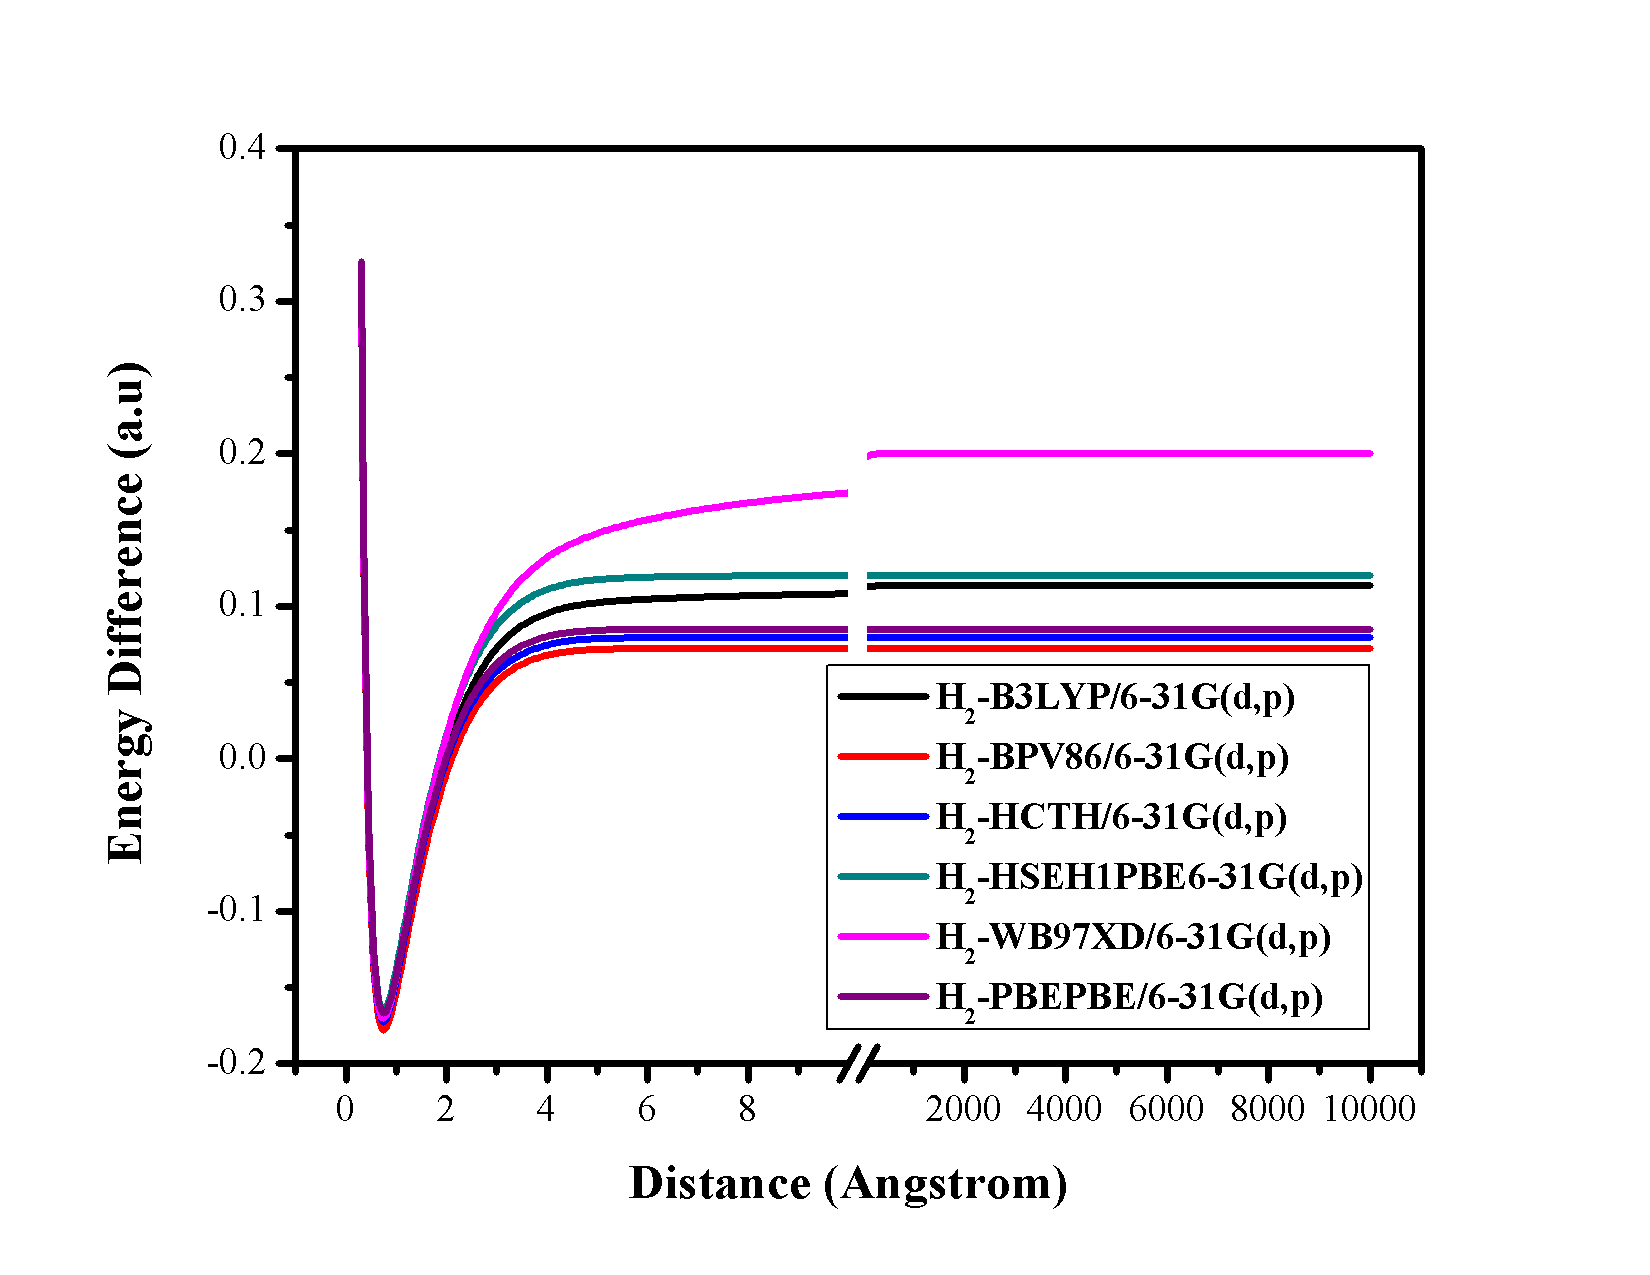 0.4
0.3
0.2
0.1
0.0
-0.1
-0.2
Energy Difference (a.u)
H2-B3LYP/6-31G(d,p)
H2-BPV86/6-31G(d,p)
H2-HCTH/6-31G(d,p)
H2-HSEH1PBE6-31G(d,p)
H2-WB97XD/6-31G(d,p)
H2-PBEPBE/6-31G(d,p)
0 2 4 6 8 2000 4000 6000 8000 10000
Distance (Angstrom)